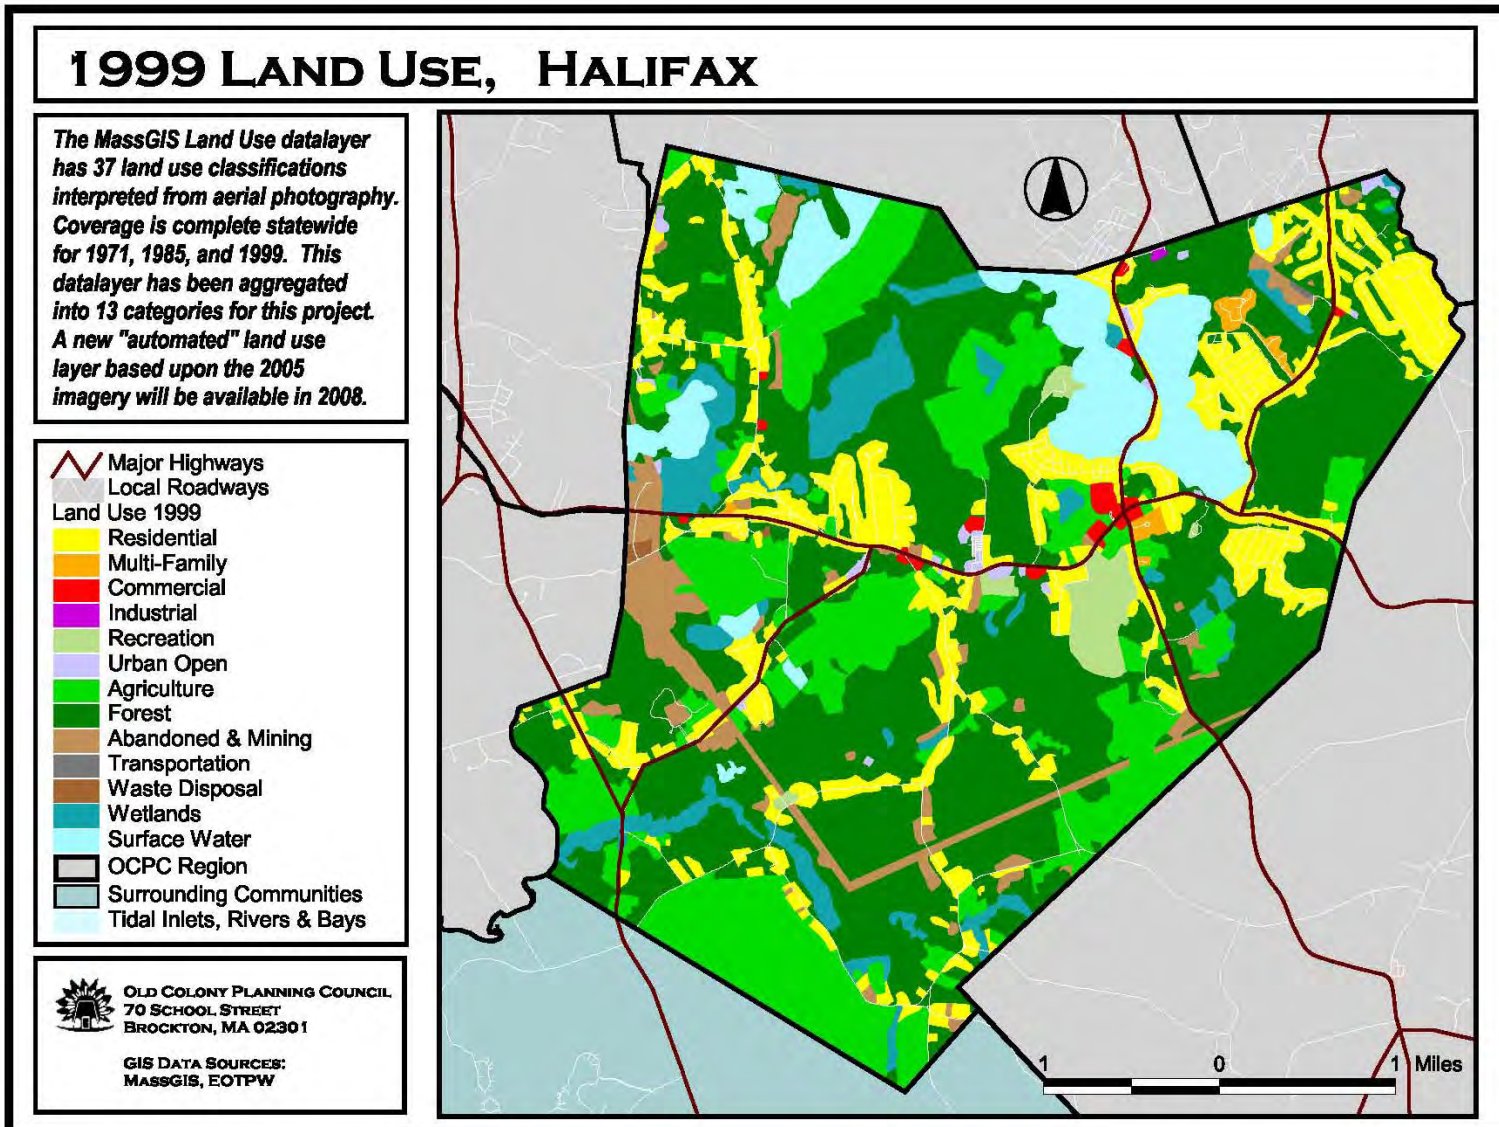 1999 LAND USE, HALIFAX
The MassGIS Land Use datalayer
has 37 land use classifications
interpreted from aerial photography.
Coverage is complete statewide
for 1971, 1985, and 1999. This
datalayer has been aggregated
into 13 categories for this project.
A new "automated" land use
layer based upon the 2005
imagery will be available in 2008.
Major Highways
Local Roadways
Land Use 1999
Residential
Multi-Family
Commercial
Industrial
Recreation
Urban Open
Agriculture
Forest
Abandoned & Mining
Transportation
Waste Disposal
Wetlands
Surface Water
OCPC Region
Surrounding Communities
Tidal Inlets, Rivers & Bays
OLD COLONY PLANNING COUNCIL
70 SCHOOL STREET
BROCKTON, MA 02301
GIS DATA SOURCES:
MASSGIS, EOTPW
1 0 1 Miles